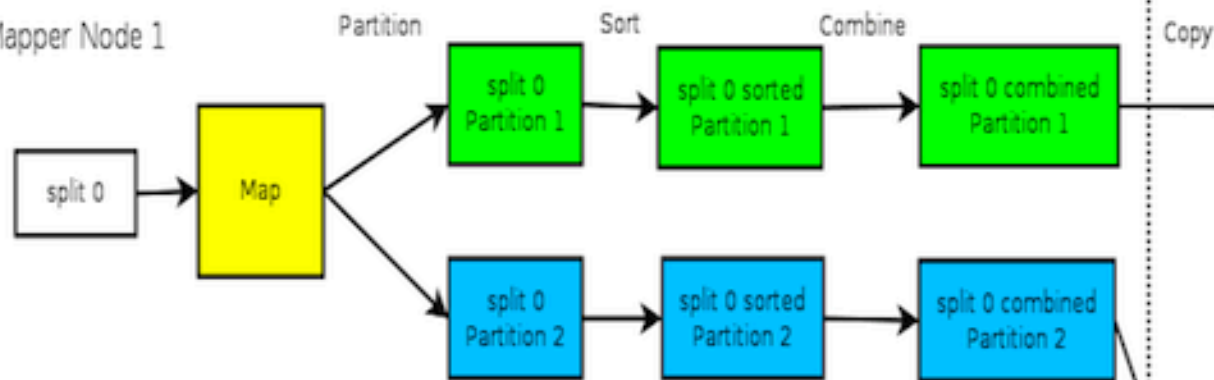 Mapper Node 1
Partition
Sort
Combine
Copy
split 0
Map
split 0
Partition 1
split 0 sorted
Partition 1
split 0 combined
Partition 1
split 0
Partition 2
split 0 sorted
Partition 2
split 0 combined
Partition 2